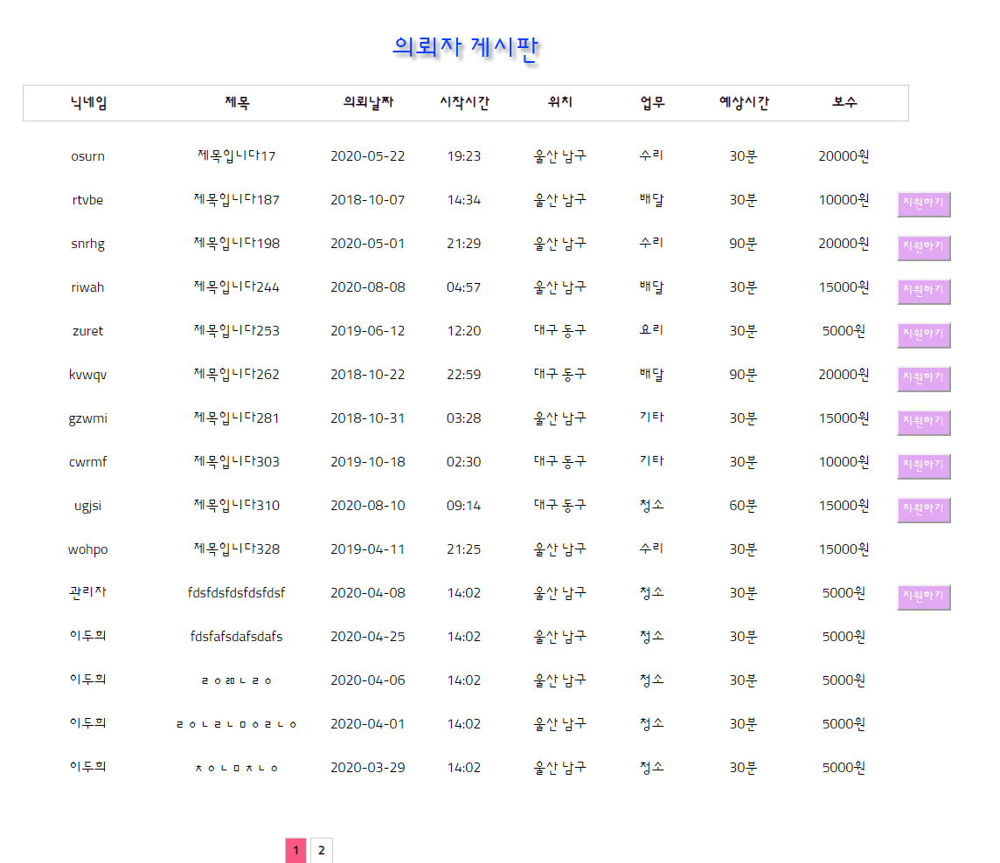 의뢰자 게시판
닉네임 제목 의뢰날짜 시작시간 위치 업무 예상시간 보수
osurn 제목입니다17 2020-05-22 19:23 울산 남구 수리 30분 20000원
rtvbe 제목입니다187 2018-10-07 14:34 울산 남구 배달 30분 10000원 지원하기
snrhg 제목입니다198 2020-05-01 21:29 울산 남구 수리 90분 20000원 지원하기
riwah 제목입니다244 2020-08-08 04:57 울산 남구 배달 30분 15000원 지원하기
zuret 제목입니다253 2019-06-12 12:20 대구 동구 요리 30분 5000원 지원하기
kvwqv 제목입니다262 2018-10-22 22:59 대구 동구 배달 90분 20000원 지원하기
gzwmi 제목입니다281 2018-10-31 03:28 울산 남구 기타 30분 15000원 지원하기
cwrmf 제목입니다303 2019-10-18 02:30 대구 동구 기타 30분 10000원 지원하기
ugjsi 제목입니다310 2020-08-10 09:14 대구 동구 청소 60분 15000원 지원하기
wohpo 제목입니다328 2019-04-11 21:25 울산 남구 수리 30분 15000원
관리자 fdsfdsfdsfdsfdsf 2020-04-08 14:02 울산 남구 청소 30분 5000원 지원하기
이두희 fdsfafsdafsdafs 2020-04-25 14:02 울산 남구 청소 30분 5000원
이두희 ㄹㅇㄻㄴㄹㅇ 2020-04-06 14:02 울산 남구 청소 30분 5000원
이두희 ㄹㅇㄴㄹㄴㅁㅇㄹㄴㅇ 2020-04-01 14:02 울산 남구 청소 30분 5000원
이두희 ㅊㅇㄴㅁㅊㄴㅇ 2020-03-29 14:02 울산 남구 청소 30분 5000원
1 2